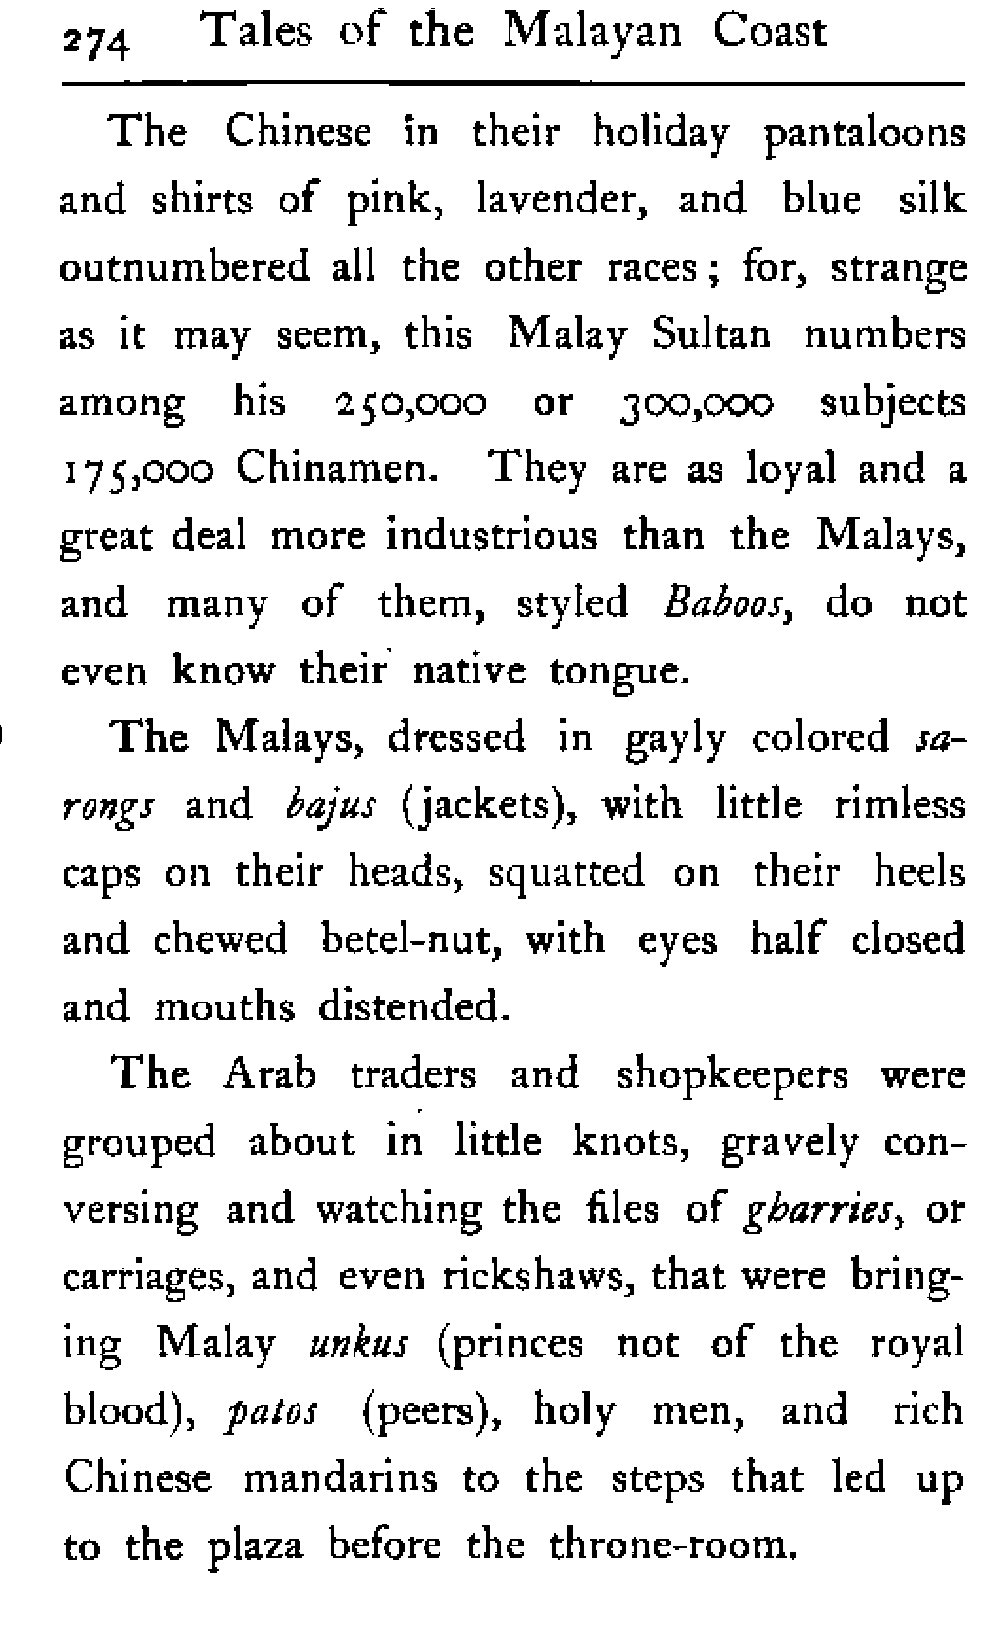 274 Tales of the Malayan Coast
The Chinese in their holiday pantaloons
and shirts of pink, lavender, and blue silk
outnumbered all the other races; for, strange
as it may seem, this Malay Sultan numbers
among his 250,000 or 300,000 subjects
175,000 Chinamen. They are as loyal and a
great deal more industrious than the Malays,
and many of them, styled Baboos, do not
even know their native tongue.
The Malays, dressed in gayly colored sa-
rongs and bajus (jackets), with little rimless
caps on their heads, squatted on their heels
and chewed betel-nut, with eyes half closed
and mouths distended.
The Arab traders and shopkeepers were
grouped about in little knots, gravely con-
versing and watching the files of gharries, or
carriages, and even rickshaws, that were bring-
ing Malay unkus (princes not of the royal
blood), patos (peers), holy men, and rich
Chinese mandarins to the steps that led up
to the plaza before the throne-room.